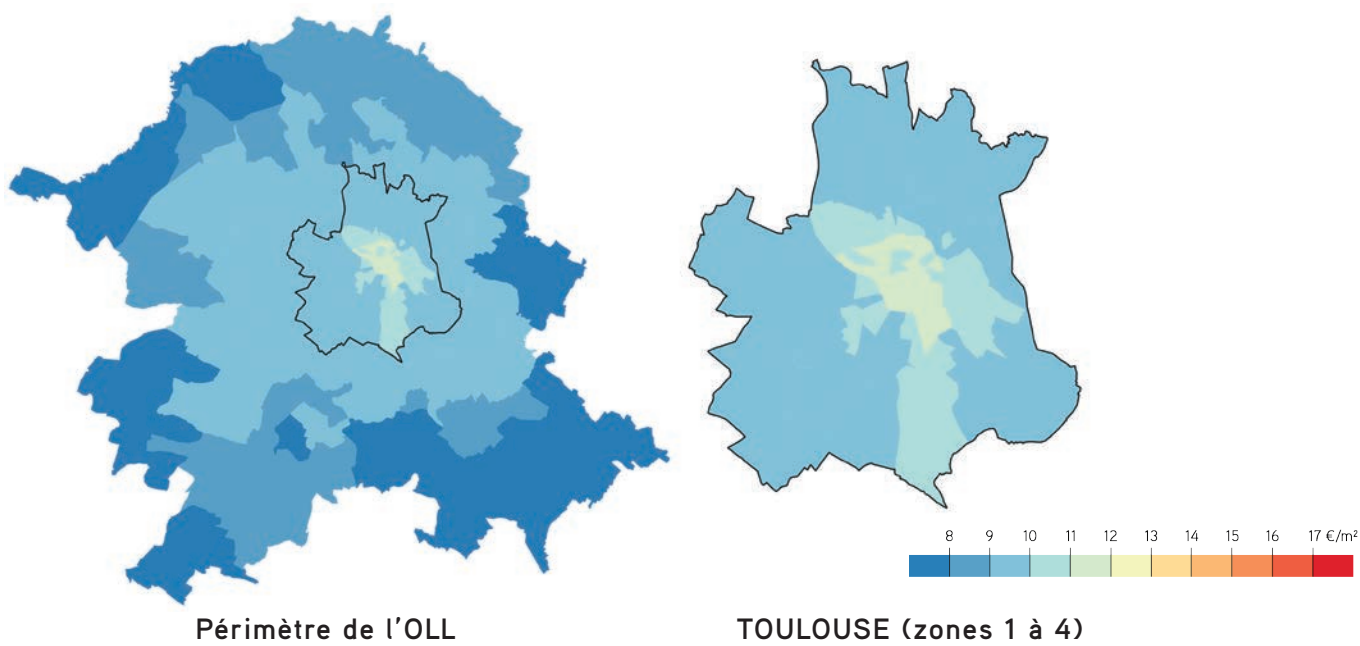 8 9 10 11 12 13 14 15 16 17 €/m²
Périmètre de l'OLL
TOULOUSE (zones 1 à 4)